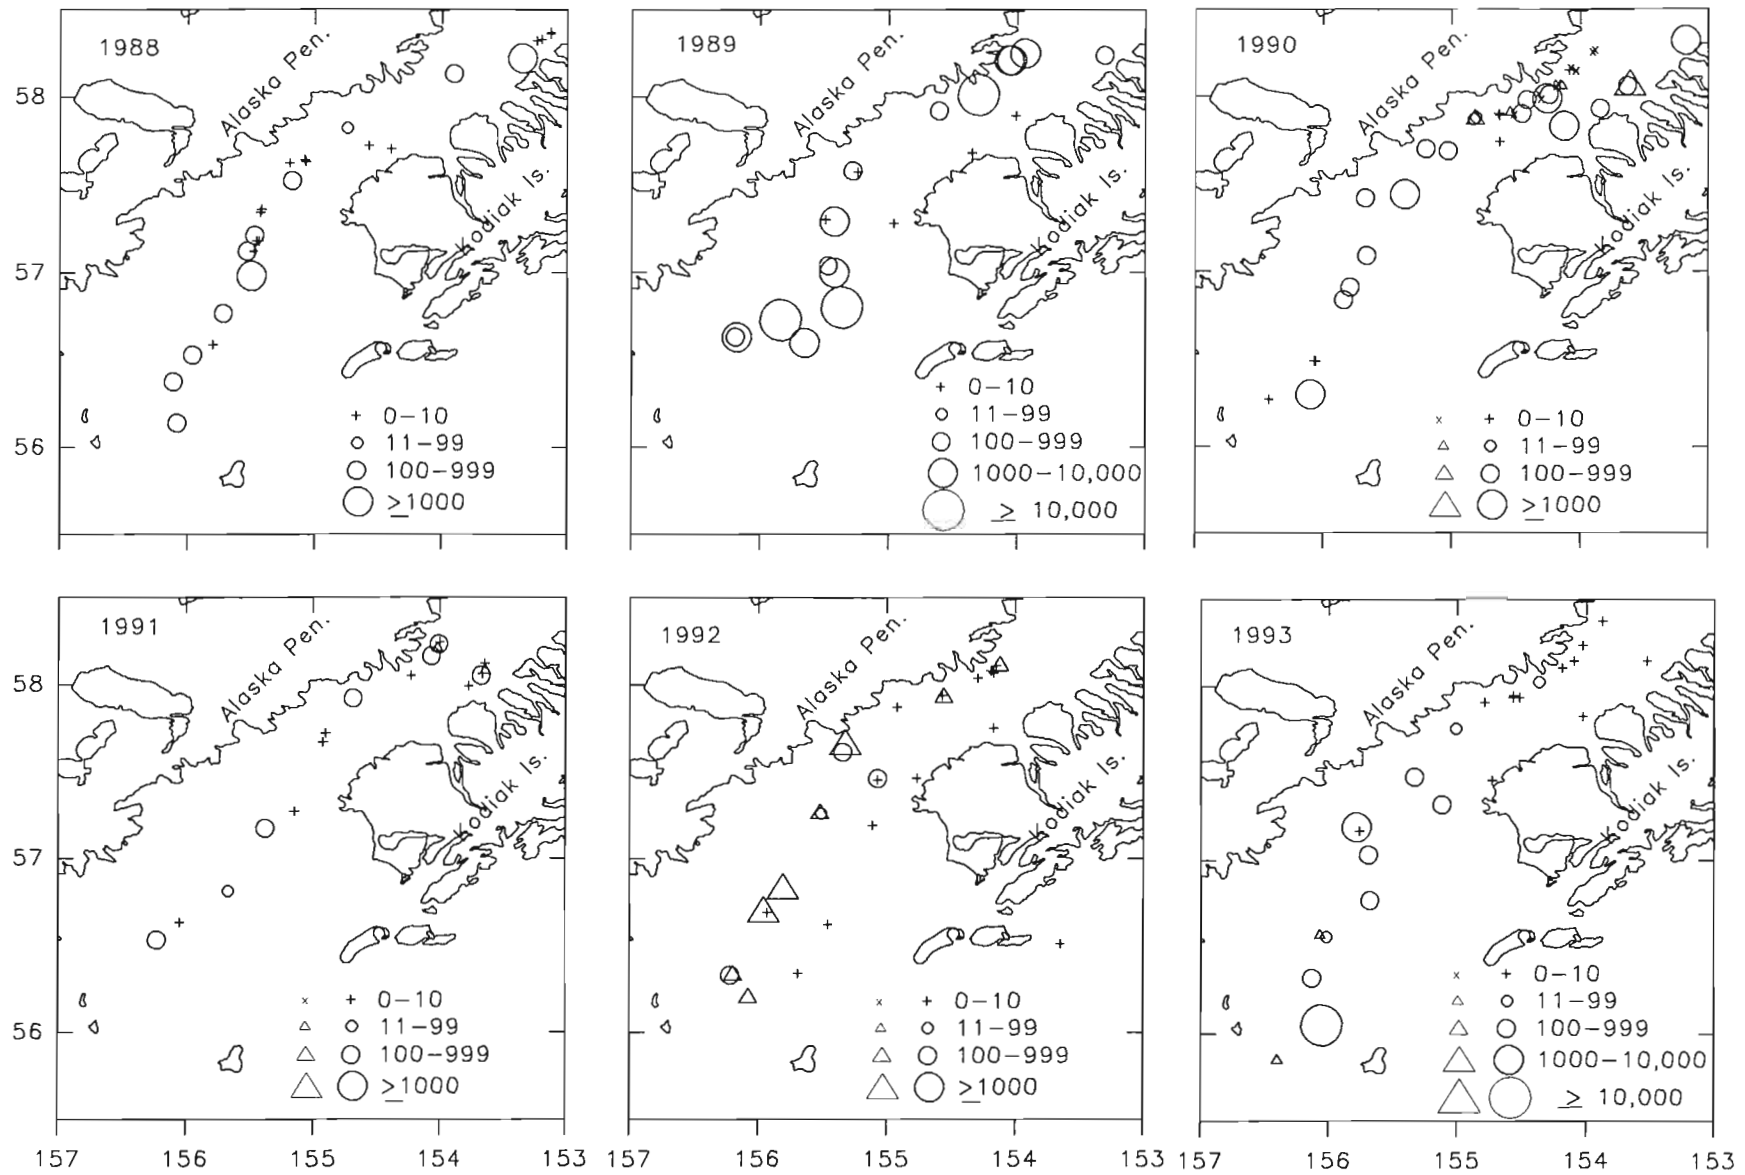 1988
Alaska Pen.
Kodiak Is.
0-10
11-99
100-999
≥1000
58
57
56
1989
Alaska Pen.
Kodiak Is.
0-10
11-99
100-999
1000-10,000
≥ 10,000
1990
Alaska Pen.
Kodiak Is.
0-10
11-99
100-999
≥1000
1991
Alaska Pen.
Kodiak Is.
0-10
11-99
100-999
≥1000
58
57
56
157 156 155 154 153
1992
Alaska Pen.
Kodiak Is.
0-10
11-99
100-999
≥1000
157 156 155 154 153
1993
Alaska Pen.
Kodiak Is.
0-10
11-99
100-999
1000-10,000
≥ 10,000
157 156 155 154 153